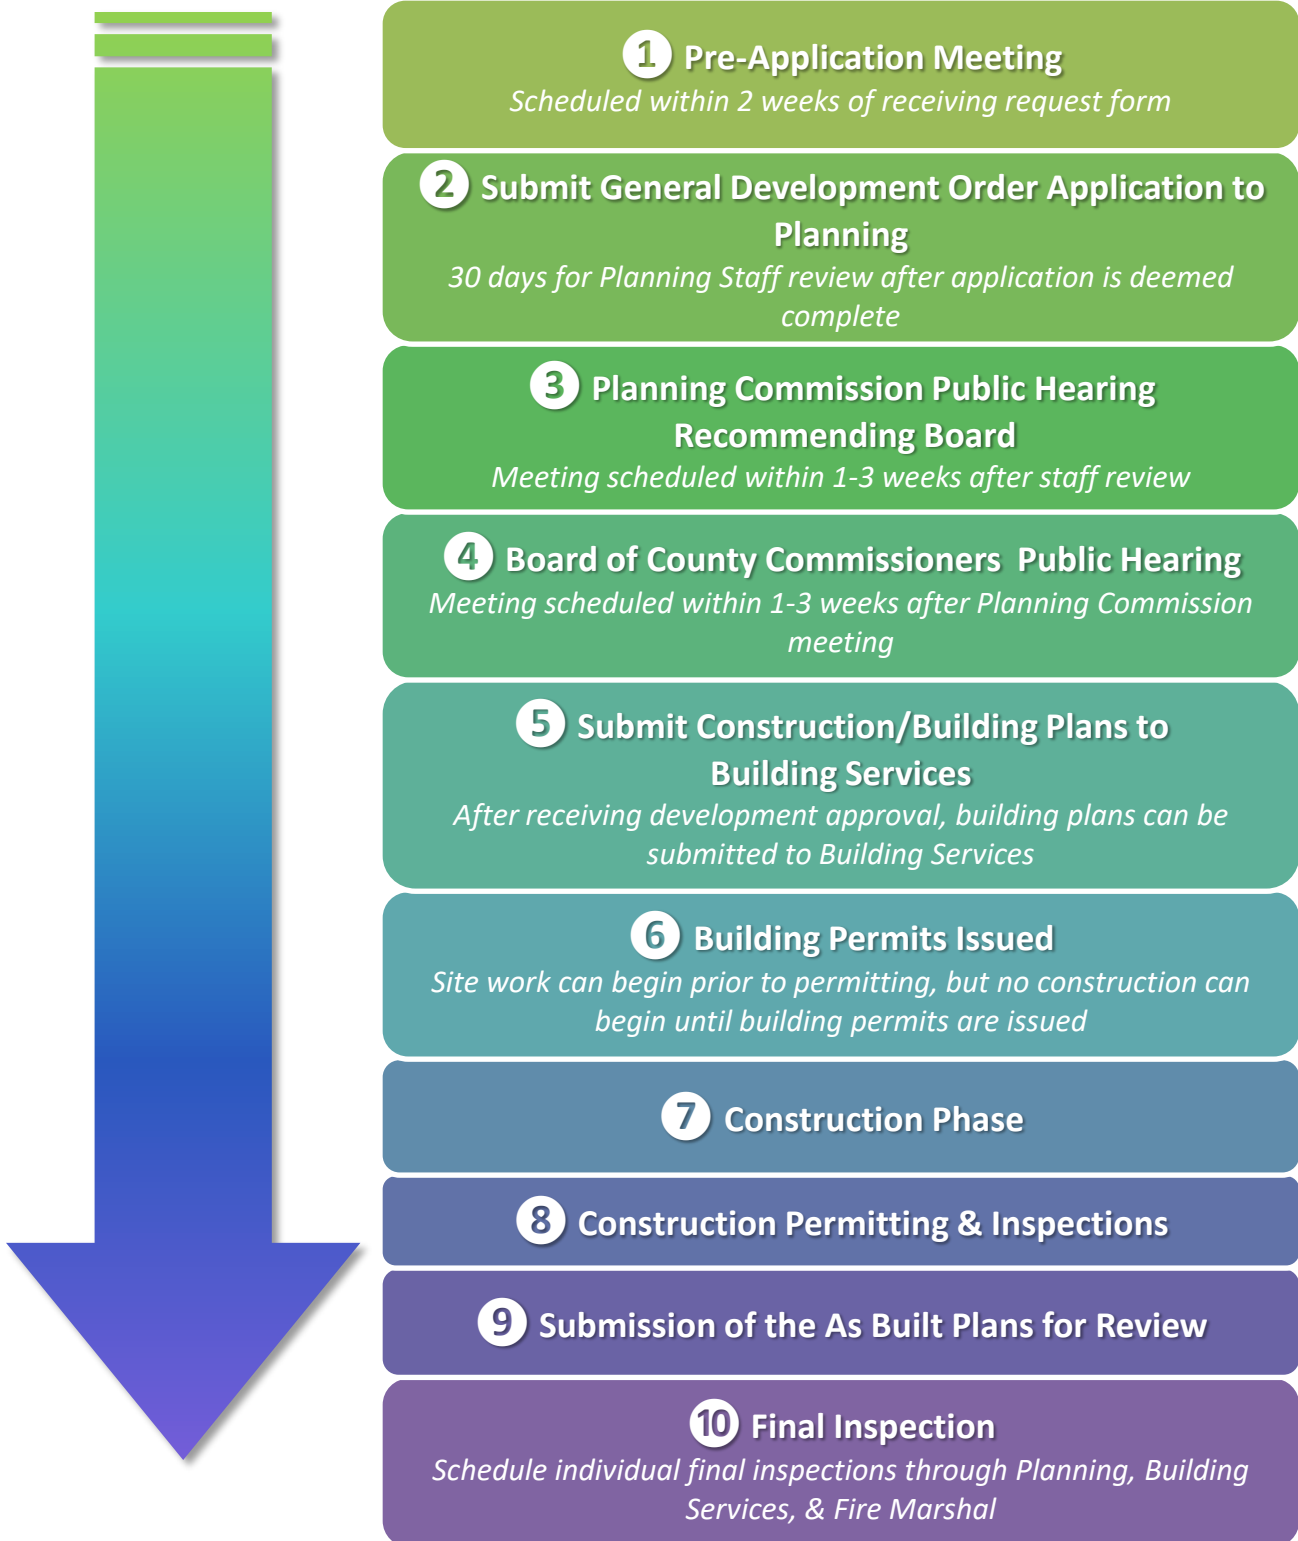 1 Pre-Application Meeting
Scheduled within 2 weeks of receiving request form
2 Submit General Development Order Application to
Planning
30 days for Planning Staff review after application is deemed
complete
3 Planning Commission Public Hearing
Recommending Board
Meeting scheduled within 1-3 weeks after staff review
4 Board of County Commissioners  Public Hearing
Meeting scheduled within 1-3 weeks after Planning Commission
meeting
5 Submit Construction/Building Plans to
Building Services
After receiving development approval, building plans can be
submitted to Building Services
6 Building Permits Issued
Site work can begin prior to permitting, but no construction can
begin until building permits are issued
7 Construction Phase
8 Construction Permitting & Inspections
9 Submission of the As Built Plans for Review
10 Final Inspection
Schedule individual final inspections through Planning, Building
Services, & Fire Marshal